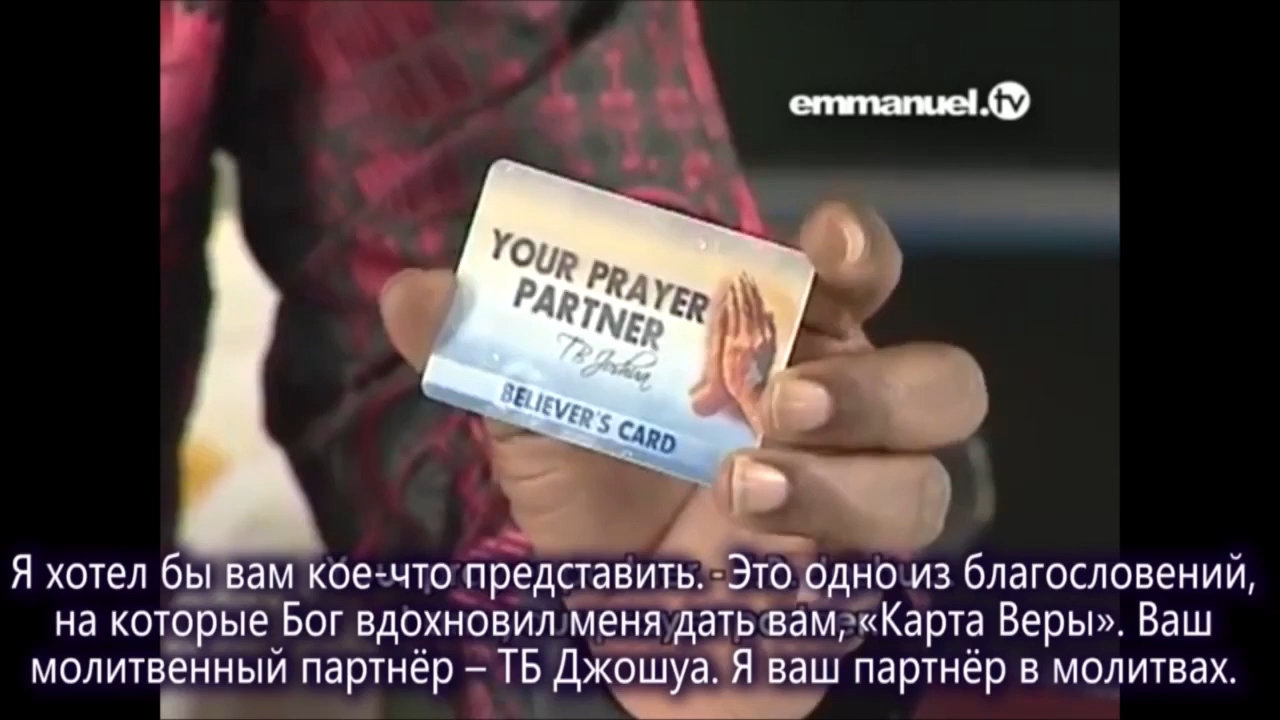 emmanuel.tv
YOUR PRAYER
PARTNER
TB Joshua
BELIEVER'S CARD
Я хотел бы вам кое-что представить. -Это одно из благословений,
на которые Бог вдохновил меня дать вам, «Карта Веры». Ваш
молитвенный партнёр – ТБ Джошуа. Я ваш партнёр в молитвах.